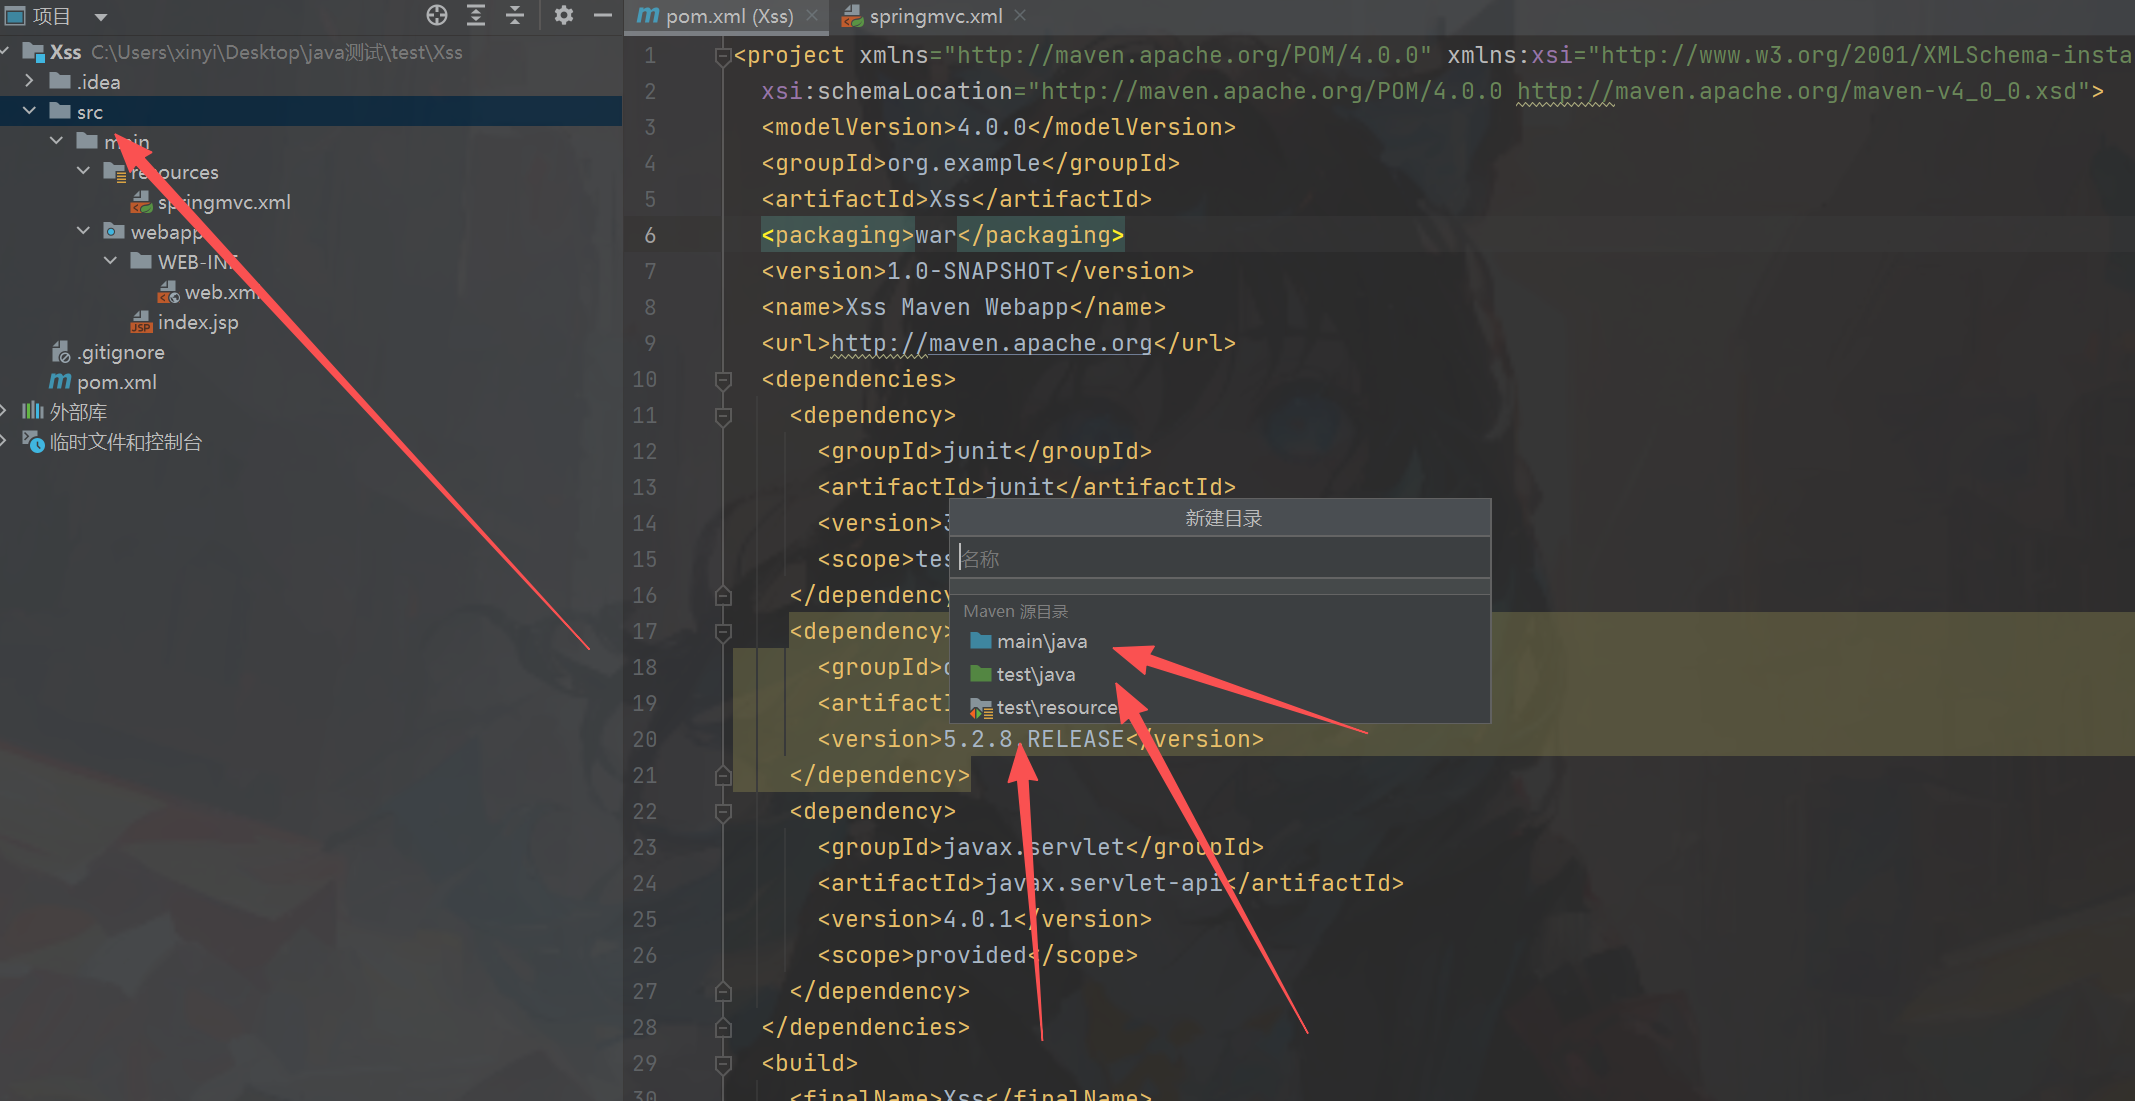 项目
Xss C:\Users\xinyi\Desktop\java测试\test\Xss
.idea
src
main
resources
springmvc.xml
webapp
WEB-INF
web.xml
index.jsp
.gitignore
pom.xml
外部库
临时文件和控制台
pom.xml (Xss)
springmvc.xml
1 <project xmlns="http://maven.apache.org/POM/4.0.0" xmlns:xsi="http://www.w3.org/2001/XMLSchema-insta
2 xsi:schemaLocation="http://maven.apache.org/POM/4.0.0 http://maven.apache.org/maven-v4_0_0.xsd">
3 <modelVersion>4.0.0</modelVersion>
4 <groupId>org.example</groupId>
5 <artifactId>Xss</artifactId>
6 <packaging>war</packaging>
7 <version>1.0-SNAPSHOT</version>
8 <name>Xss Maven Webapp</name>
9 <url>http://maven.apache.org</url>
10 <dependencies>
11 <dependency>
12 <groupId>junit</groupId>
13 <artifactId>junit</artifactId>
14 <version>3
15 <scope>tes
16 </dependency
17 <dependency>
18 <groupId>
19 <artifactI
20 <version>5.2.8.RELEASE</version>
21 </dependency>
22 <dependency>
23 <groupId>javax.servlet</groupId>
24 <artifactId>javax.servlet-api</artifactId>
25 <version>4.0.1</version>
26 <scope>provided</scope>
27 </dependency>
28 </dependencies>
29 <build>
30 <finalName>Xss</finalName>
新建目录
名称
Maven 源目录
main\java
test\java
test\resource